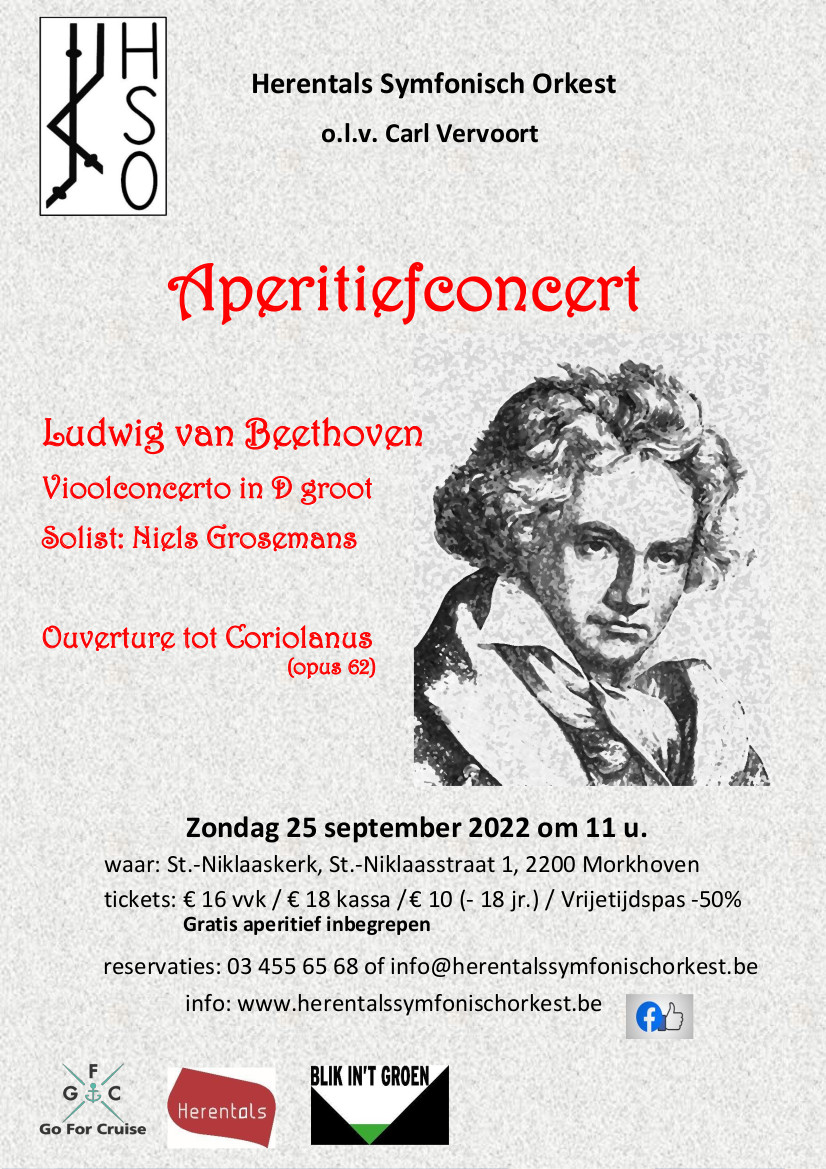 HSO
Herentals Symfonisch Orkest
o.l.v. Carl Vervoort
Aperitiefconcert
Ludwig van Beethoven
Vioolconcerto in D groot
Solist: Niels Grosemans
Ouverture tot Coriolanus
(opus 62)
Zondag 25 september 2022 om 11 u.
waar: St.-Niklaaskerk, St.-Niklaasstraat 1, 2200 Morkhoven
tickets: € 16 vvk / € 18 kassa / € 10 (- 18 jr.) / Vrijetijdspas -50%
Gratis aperitief inbegrepen
reservaties: 03 455 65 68 of info@herentalssymfonischorkest.be
info: www.herentalssymfonischorkest.be
G F C
Go For Cruise
Herentals
BLIK IN'T GROEN